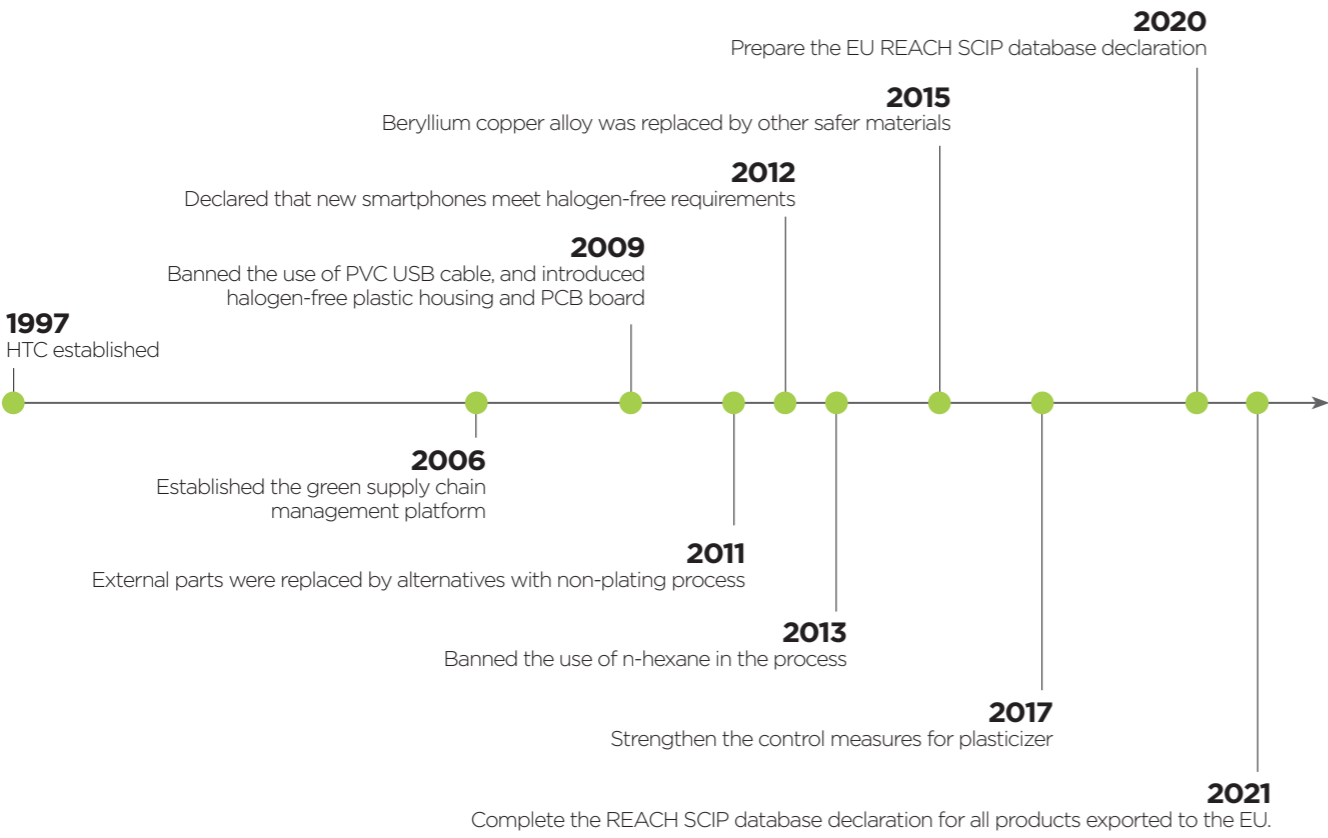 2020
Prepare the EU REACH SCIP database declaration
2015
Beryllium copper alloy was replaced by other safer materials
2012
Declared that new smartphones meet halogen-free requirements
2009
Banned the use of PVC USB cable, and introduced
halogen-free plastic housing and PCB board
1997
HTC established
2006
Established the green supply chain
management platform
2011
External parts were replaced by alternatives with non-plating process
2013
Banned the use of n-hexane in the process
2017
Strengthen the control measures for plasticizer
2021
Complete the REACH SCIP database declaration for all products exported to the EU.